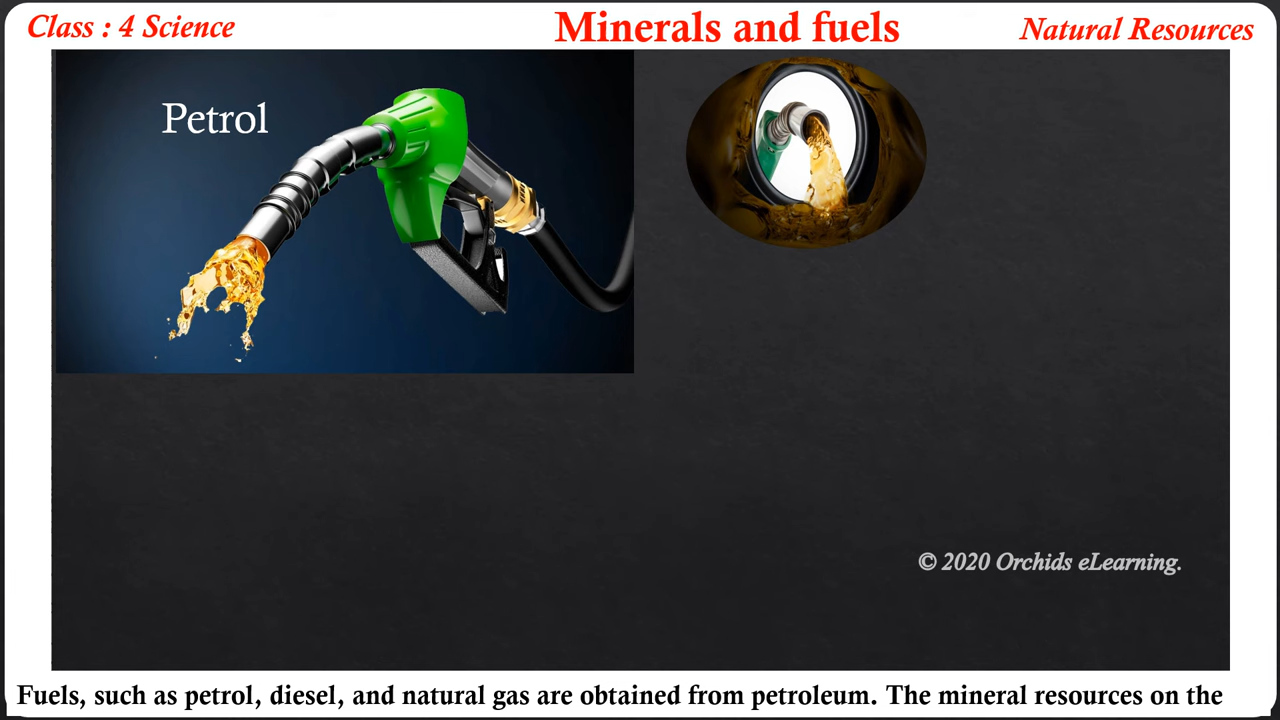 Class : 4 Science
Minerals and fuels
Natural Resources
Petrol
© 2020 Orchids eLearning.
Fuels, such as petrol, diesel, and natural gas are obtained from petroleum. The mineral resources on the